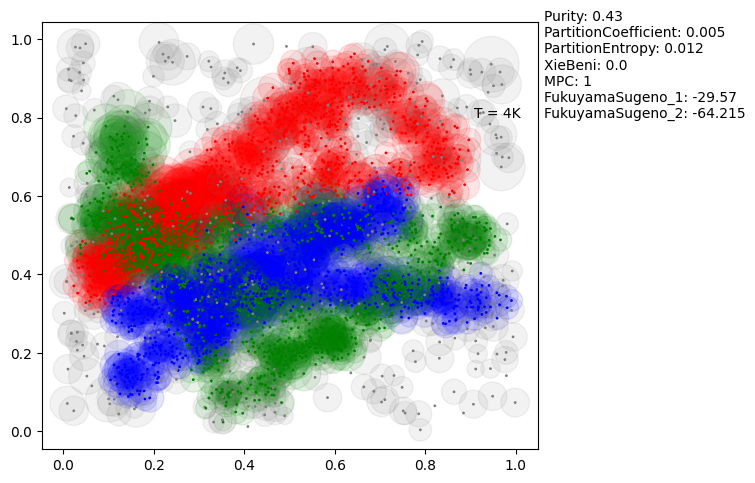 Purity: 0.43
PartitionCoefficient: 0.005
PartitionEntropy: 0.012
XieBeni: 0.0
MPC: 1
FukuyamaSugeno_1: -29.57
FukuyamaSugeno_2: -64.215
T = 4K
1.0
0.8
0.6
0.4
0.2
0.0
0.0 0.2 0.4 0.6 0.8 1.0